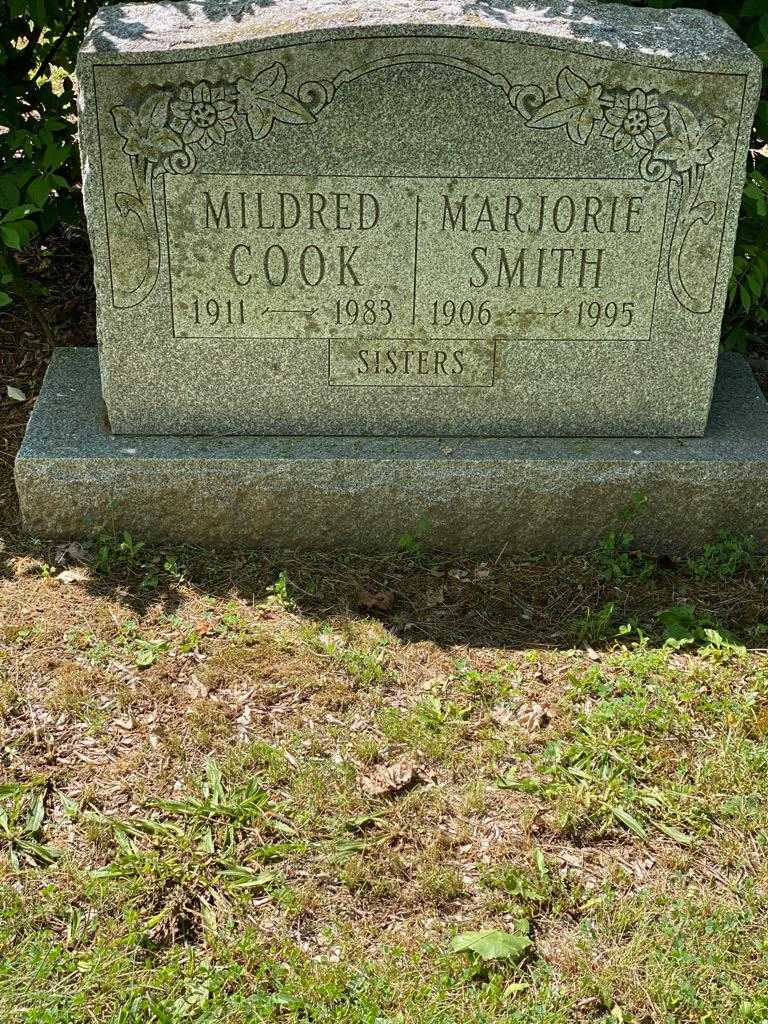 MILDRED
COOK
1911 1983
MARJORIE
SMITH
1906 1995
SISTERS